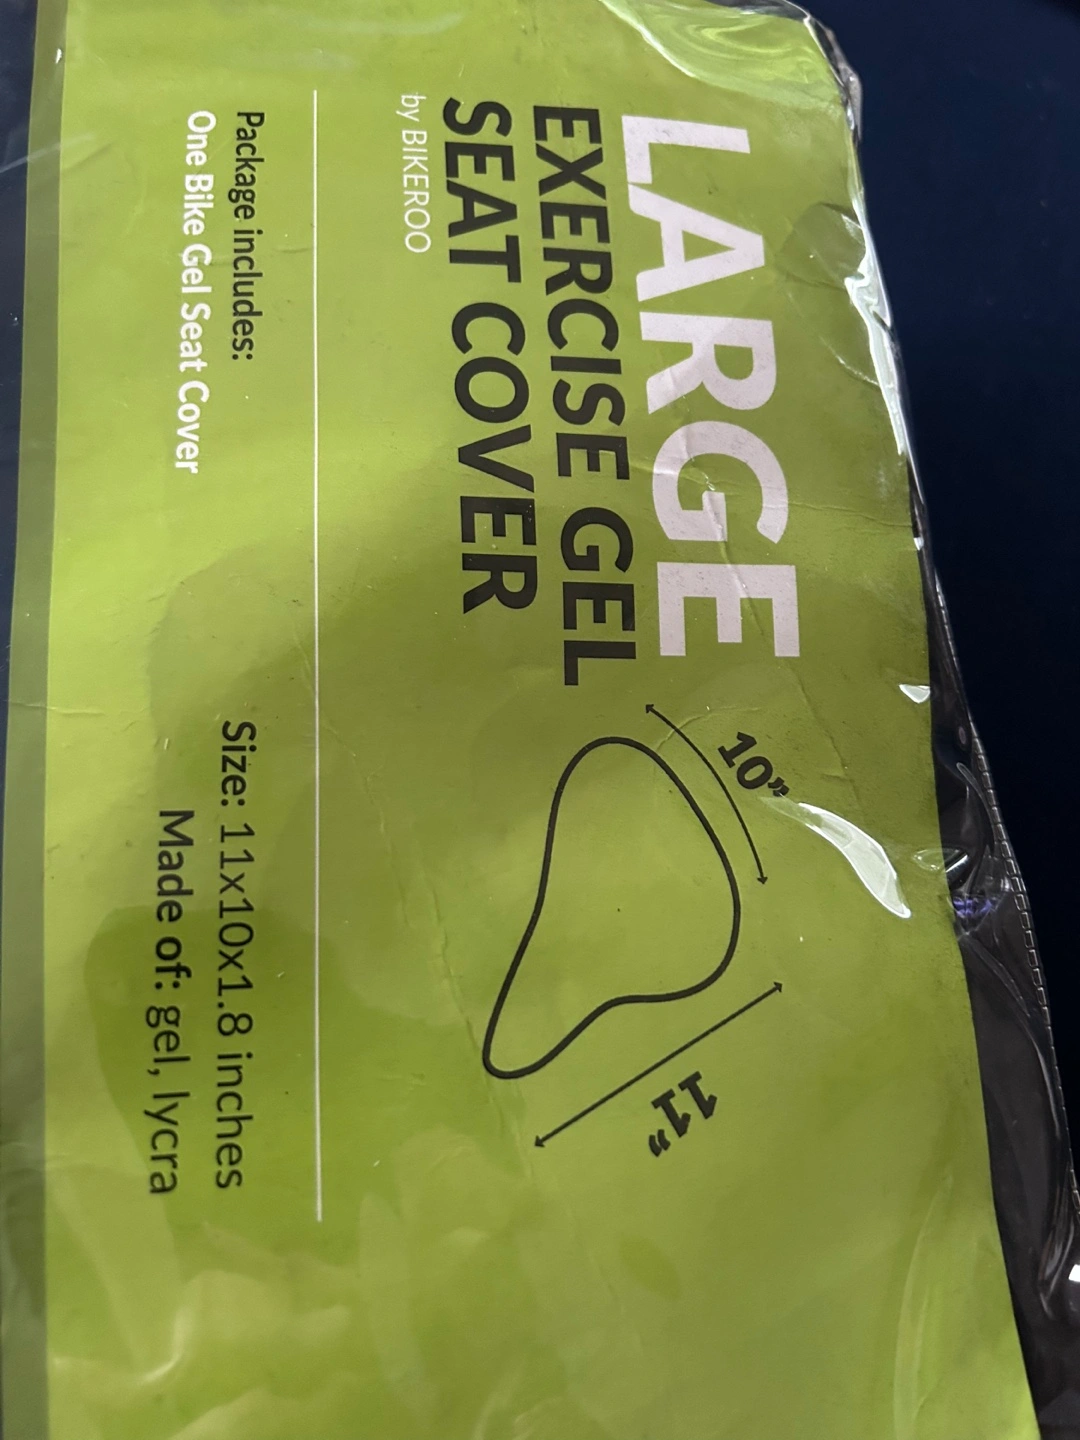 LARGE
EXERCISE GEL
SEAT COVER
by BIKEROO
10”
11”
Package includes:
One Bike Gel Seat Cover
Size: 11x10x1.8 inches
Made of: gel, lycra